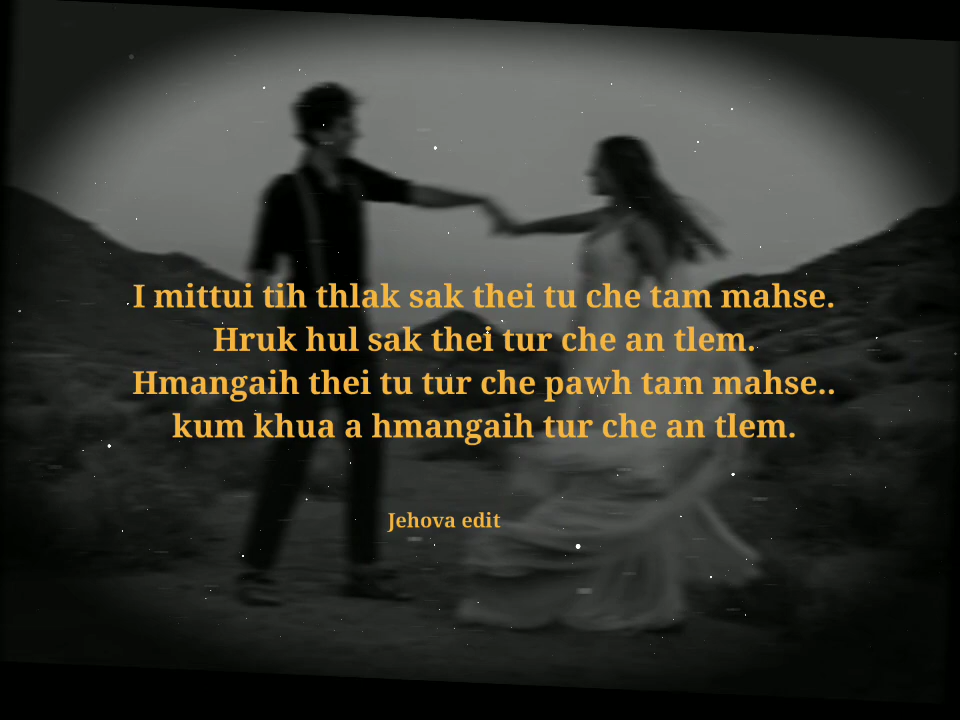 I mittui tih thlak sak thei tu che tam mahse.
Hruk hul sak thei tur che an tlem.
Hmangaih thei tu tur che pawh tam mahse..
kum khua a hmangaih tur che an tlem.
Jehova edit